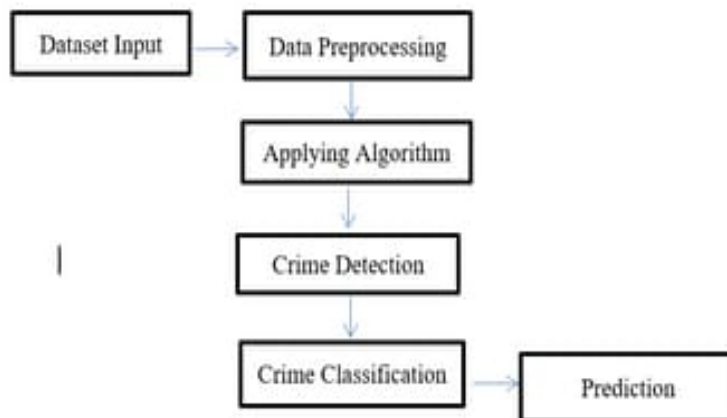 Dataset Input
Data Preprocessing
Applying Algorithm
Crime Detection
Crime Classification
Prediction